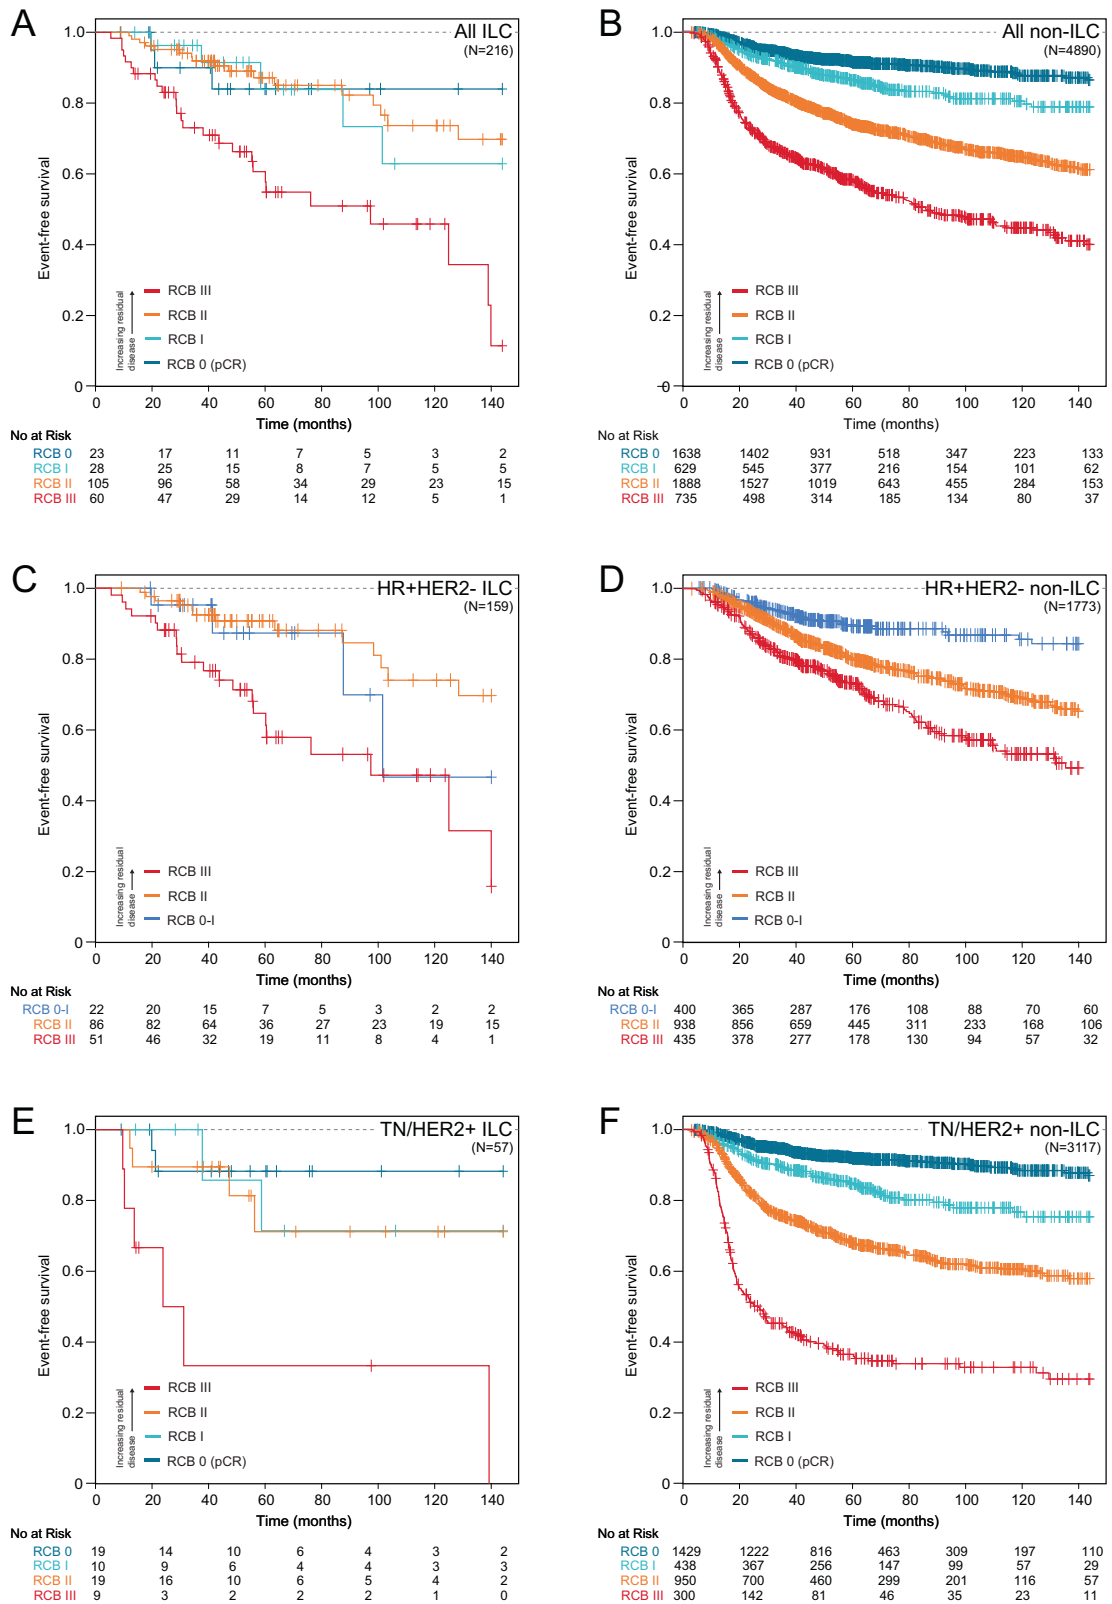 A
All ILC
(N=216)
1.0
0.8
0.6
0.4
0.2
0
Event-free survival
Increasing residual
disease
RCB III
RCB II
RCB I
RCB 0 (pCR)
0 20 40 60 80 100 120 140
Time (months)
No at Risk
RCB 0 23 17 11 7 5 3 2
RCB I 28 25 15 8 7 5 5
RCB II 105 96 58 34 29 23 15
RCB III 60 47 29 14 12 5 1
B
All non-ILC
(N=4890)
1.0
0.8
0.6
0.4
0.2
0
Event-free survival
Increasing residual
disease
RCB III
RCB II
RCB I
RCB 0 (pCR)
0 20 40 60 80 100 120 140
Time (months)
No at Risk
RCB 0 1638 1402 931 518 347 223 133
RCB I 629 545 377 216 154 101 62
RCB II 1888 1527 1019 643 455 284 153
RCB III 735 498 314 185 134 80 37
C
HR+HER2- ILC
(N=159)
1.0
0.8
0.6
0.4
0.2
0
Event-free survival
Increasing residual
disease
RCB III
RCB II
RCB 0-I
0 20 40 60 80 100 120 140
Time (months)
No at Risk
RCB 0-I 22 20 15 7 5 3 2 2
RCB II 86 82 64 36 27 23 19 15
RCB III 51 46 32 19 11 8 4 1
D
HR+HER2- non-ILC
(N=1773)
1.0
0.8
0.6
0.4
0.2
0
Event-free survival
Increasing residual
disease
RCB III
RCB II
RCB 0-I
0 20 40 60 80 100 120 140
Time (months)
No at Risk
RCB 0-I 400 365 287 176 108 88 70 60
RCB II 938 856 659 445 311 233 168 106
RCB III 435 378 277 178 130 94 57 32
E
TN/HER2+ ILC
(N=57)
1.0
0.8
0.6
0.4
0.2
0
Event-free survival
Increasing residual
disease
RCB III
RCB II
RCB I
RCB 0 (pCR)
0 20 40 60 80 100 120 140
Time (months)
No at Risk
RCB 0 19 14 10 6 4 3 2
RCB I 10 9 6 4 4 3 3
RCB II 19 16 10 6 5 4 2
RCB III 9 3 2 2 2 1 0
F
TN/HER2+ non-ILC
(N=3117)
1.0
0.8
0.6
0.4
0.2
0
Event-free survival
Increasing residual
disease
RCB III
RCB II
RCB I
RCB 0 (pCR)
0 20 40 60 80 100 120 140
Time (months)
No at Risk
RCB 0 1429 1222 816 463 309 197 110
RCB I 438 367 256 147 99 57 29
RCB II 950 700 460 299 201 116 57
RCB III 300 142 81 46 35 23 11